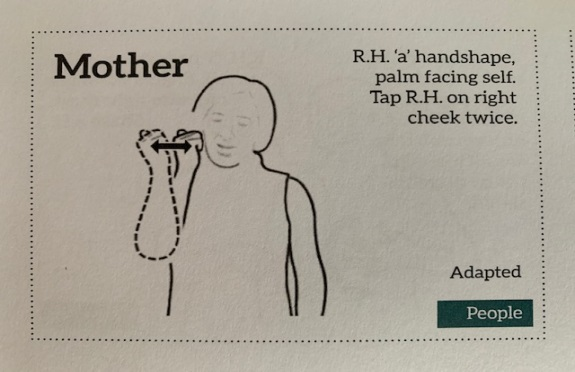 Mother
R.H. ‘a’ handshape,
palm facing self.
Tap R.H. on right
cheek twice.
Adapted
People